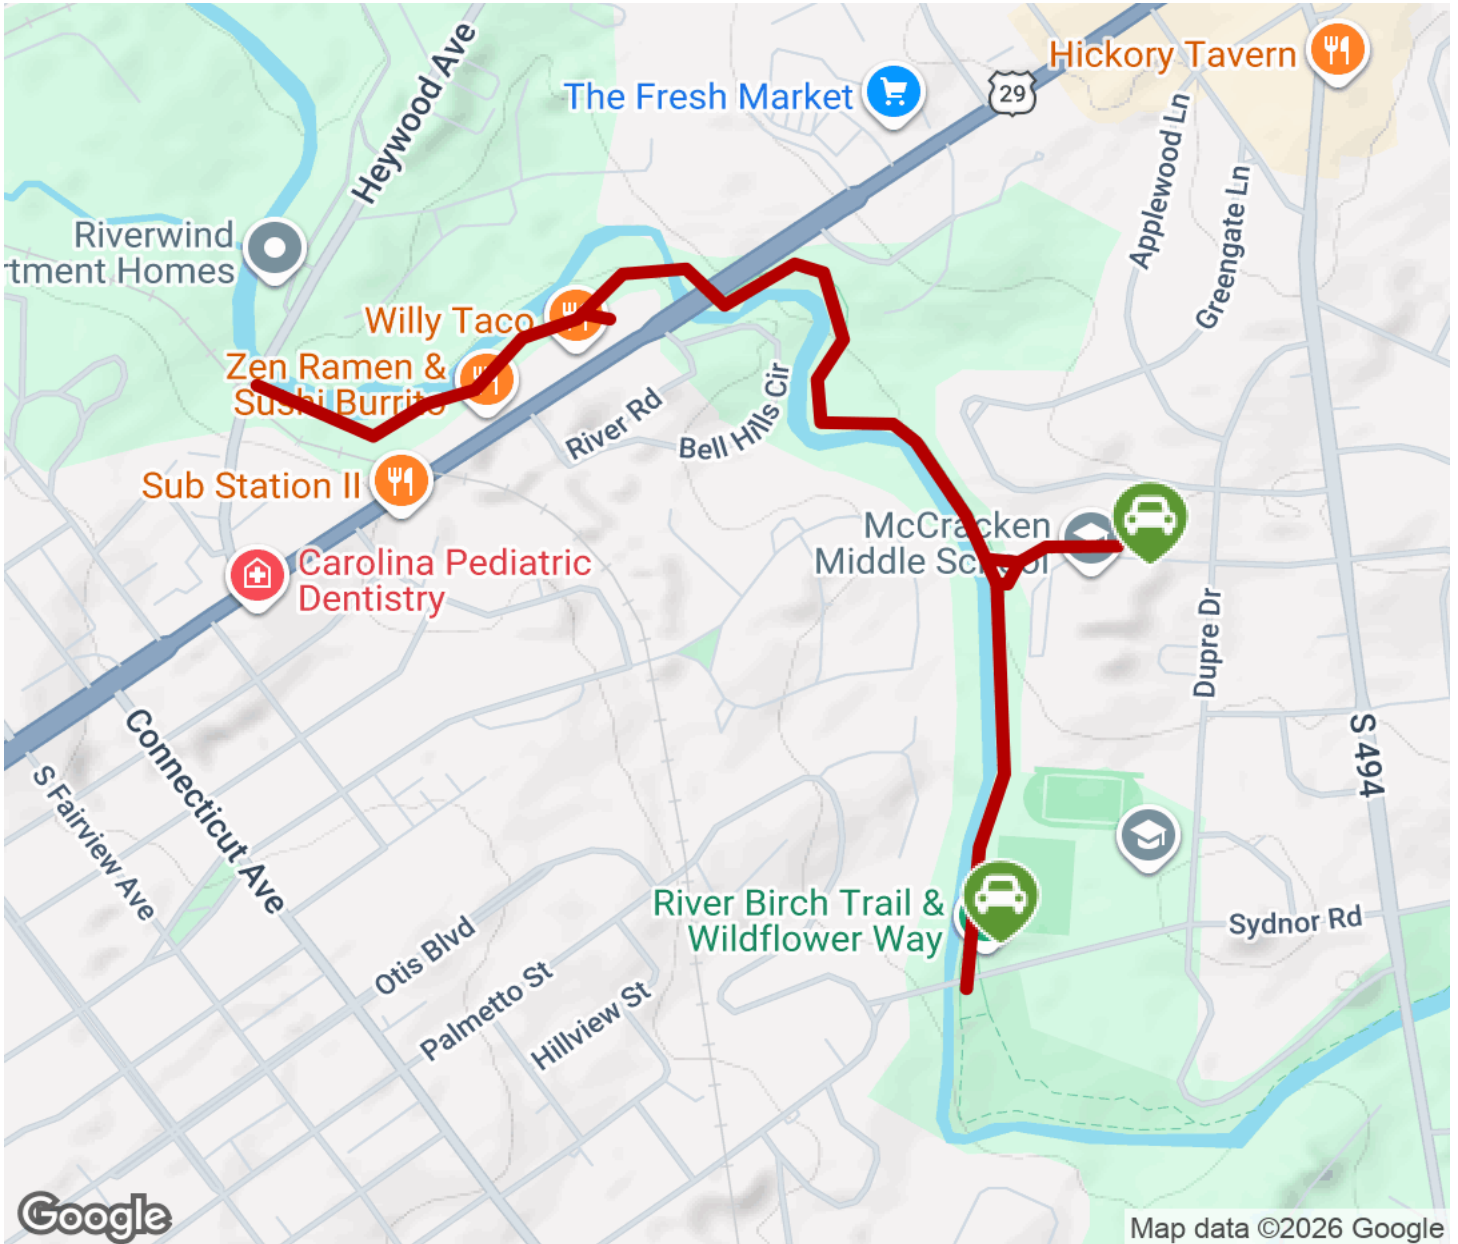 Heywood Ave
The Fresh Market
29
Hickory Tavern
Applewood Ln
Greengate Ln
Riverwind
rtment Homes
Willy Taco
Zen Ramen &
Sushi Burrito
River Rd
Bell Hills Cir
Sub Station II
McCracken
Middle School
Carolina Pediatric
Dentistry
Dupre Dr
S 494
Connecticut Ave
S Fairview Ave
River Birch Trail &
Wildflower Way
Sydnor Rd
Otis Blvd
Palmetto St
Hillview St
Google
Map data ©2026 Google